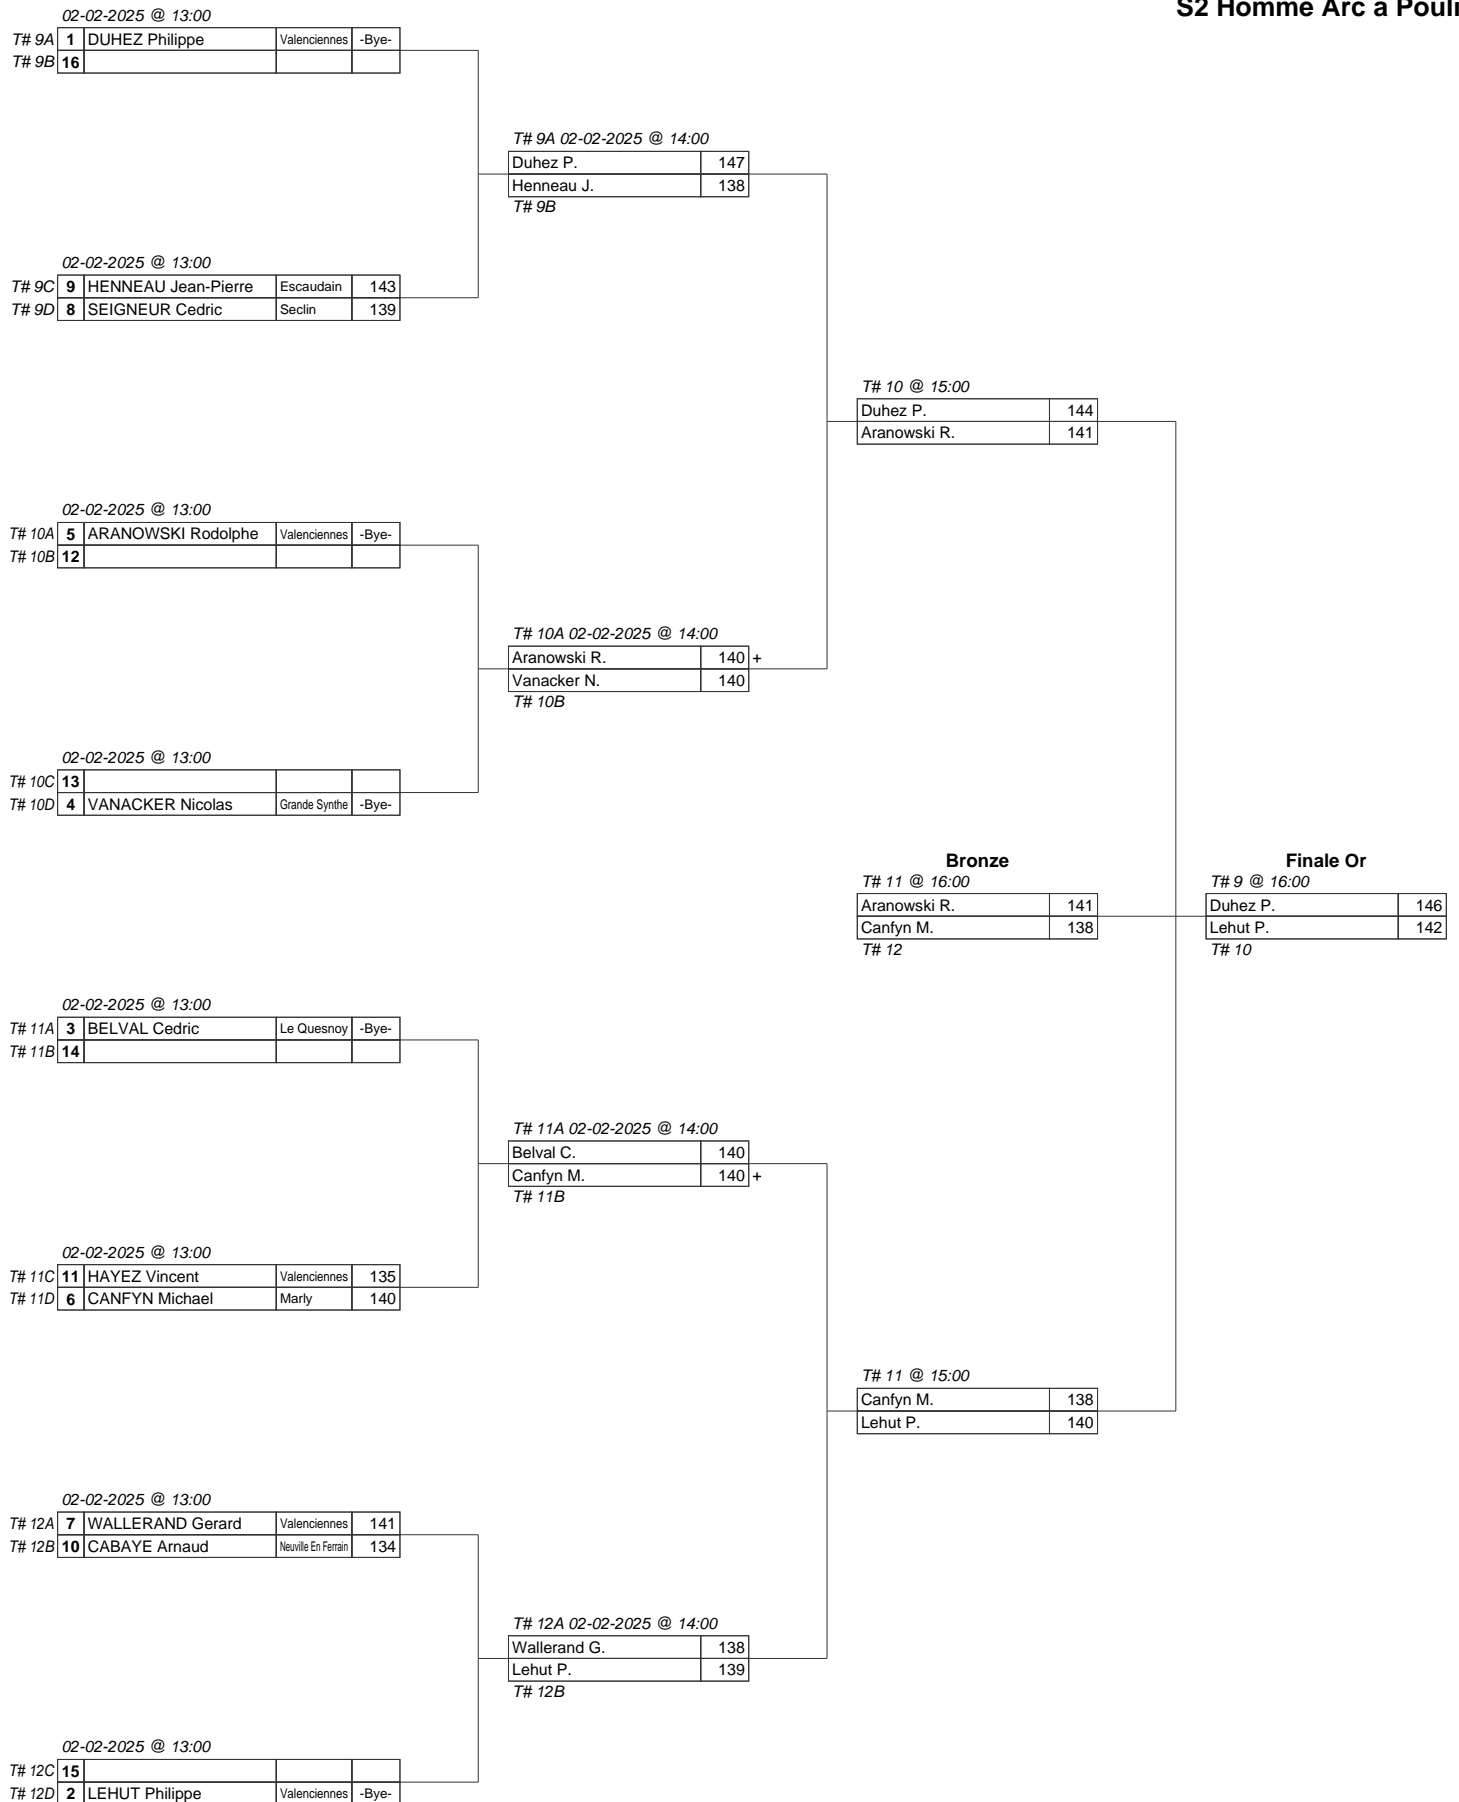 S2 Homme Arc à Pouli
02-02-2025 @ 13:00
T# 9A 1 DUHEZ Philippe Valenciennes -Bye-
T# 9B 16
T# 9A 02-02-2025 @ 14:00
Duhez P. 147
Henneau J. 138
T# 9B
02-02-2025 @ 13:00
T# 9C 9 HENNEAU Jean-Pierre Escaudain 143
T# 9D 8 SEIGNEUR Cedric Seclin 139
T# 10 @ 15:00
Duhez P. 144
Aranowski R. 141
02-02-2025 @ 13:00
T# 10A 5 ARANOWSKI Rodolphe Valenciennes -Bye-
T# 10B 12
T# 10A 02-02-2025 @ 14:00
Aranowski R. 140 +
Vanacker N. 140
T# 10B
02-02-2025 @ 13:00
T# 10C 13
T# 10D 4 VANACKER Nicolas Grande Synthe -Bye-
Bronze
T# 11 @ 16:00
Aranowski R. 141
Canfyn M. 138
T# 12
Finale Or
T# 9 @ 16:00
Duhez P. 146
Lehut P. 142
T# 10
02-02-2025 @ 13:00
T# 11A 3 BELVAL Cedric Le Quesnoy -Bye-
T# 11B 14
T# 11A 02-02-2025 @ 14:00
Belval C. 140
Canfyn M. 140 +
T# 11B
02-02-2025 @ 13:00
T# 11C 11 HAYEZ Vincent Valenciennes 135
T# 11D 6 CANFYN Michael Marly 140
T# 11 @ 15:00
Canfyn M. 138
Lehut P. 140
02-02-2025 @ 13:00
T# 12A 7 WALLERAND Gerard Valenciennes 141
T# 12B 10 CABAYE Arnaud Neuville En Ferrain 134
T# 12A 02-02-2025 @ 14:00
Wallerand G. 138
Lehut P. 139
T# 12B
02-02-2025 @ 13:00
T# 12C 15
T# 12D 2 LEHUT Philippe Valenciennes -Bye-